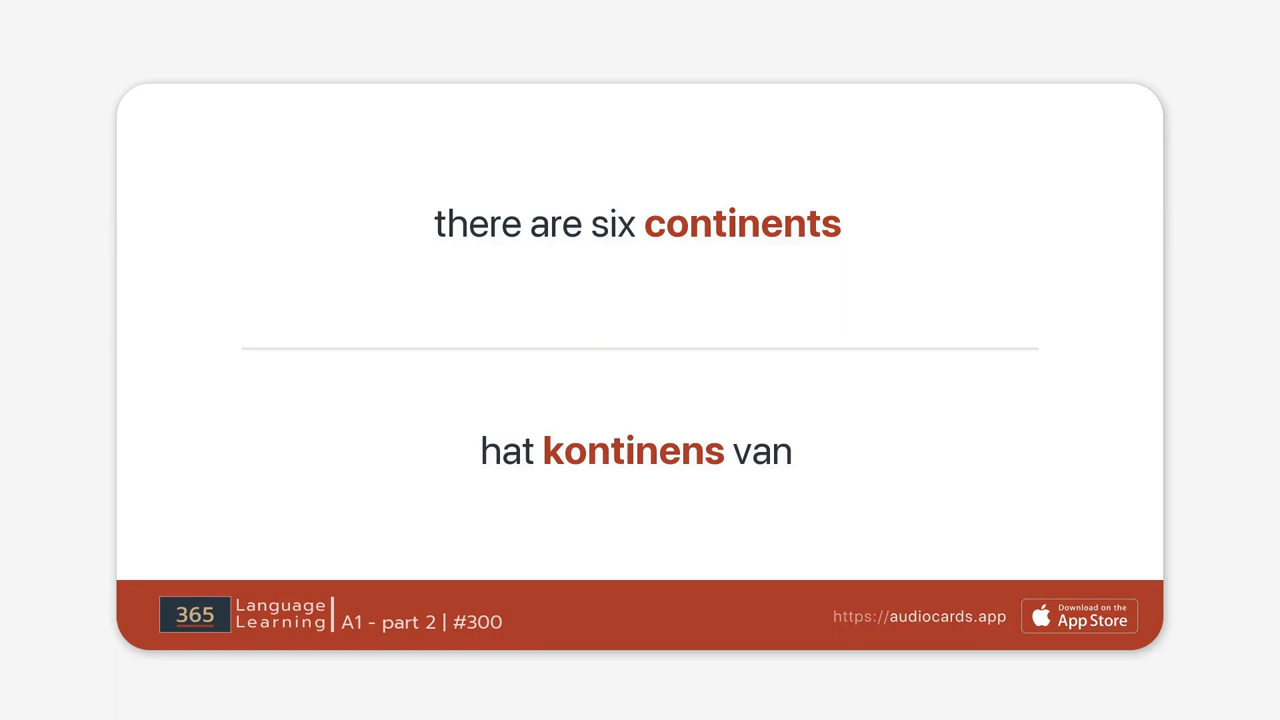 there are six continents
hat kontinens van
365
Language
Learning
A1 - part 2 | #300
https://audiocards.app
Download on the
App Store